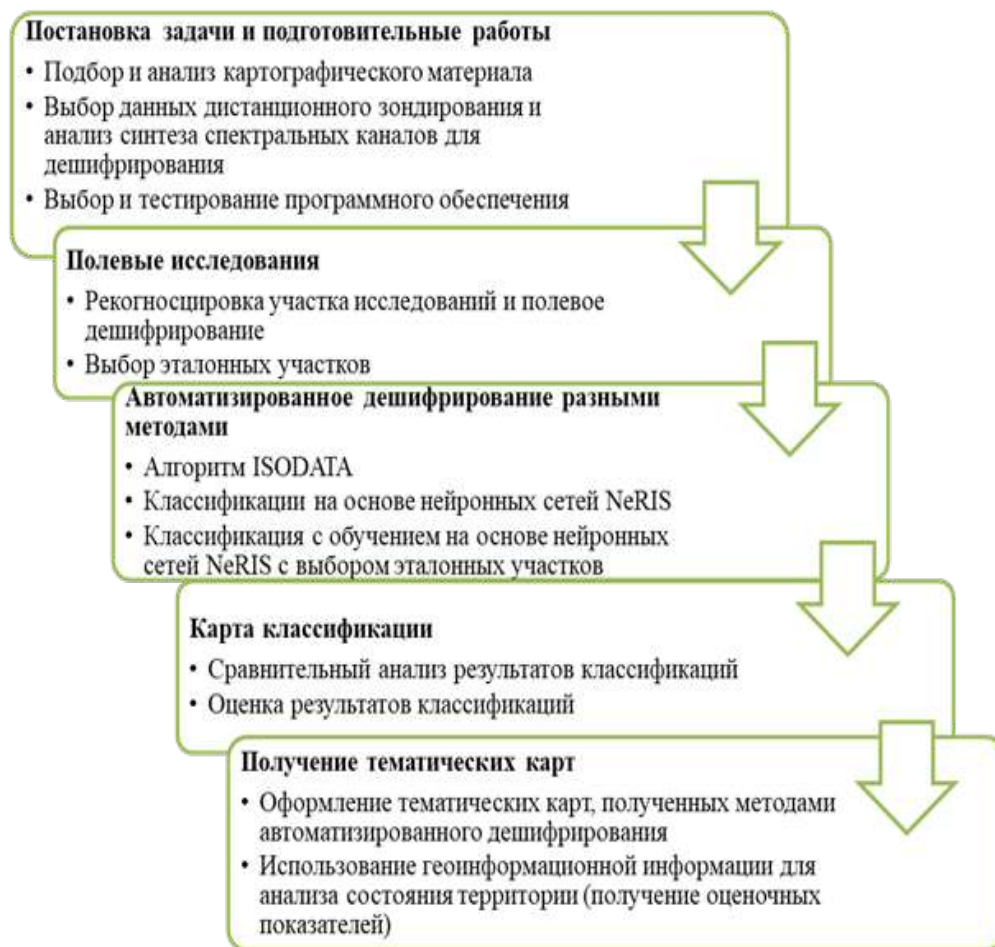 Постановка задачи и подготовительные работы
• Подбор и анализ картографического материала
• Выбор данных дистанционного зондирования и
анализ синтеза спектральных каналов для
дешифрирования
• Выбор и тестирование программного обеспечения
Полевые исследования
• Рекогносцировка участка исследований и полевое
дешифрирование
• Выбор эталонных участков
Автоматизированное дешифрирование разными
методами
• Алгоритм ISODATA
• Классификации на основе нейронных сетей NeRIS
• Классификация с обучением на основе нейронных
сетей NeRIS с выбором эталонных участков
Карта классификации
• Сравнительный анализ результатов классификаций
• Оценка результатов классификаций
Получение тематических карт
• Оформление тематических карт, полученных методами
автоматизированного дешифрирования
• Использование геоинформационной информации для
анализа состояния территории (получение оценочных
показателей)